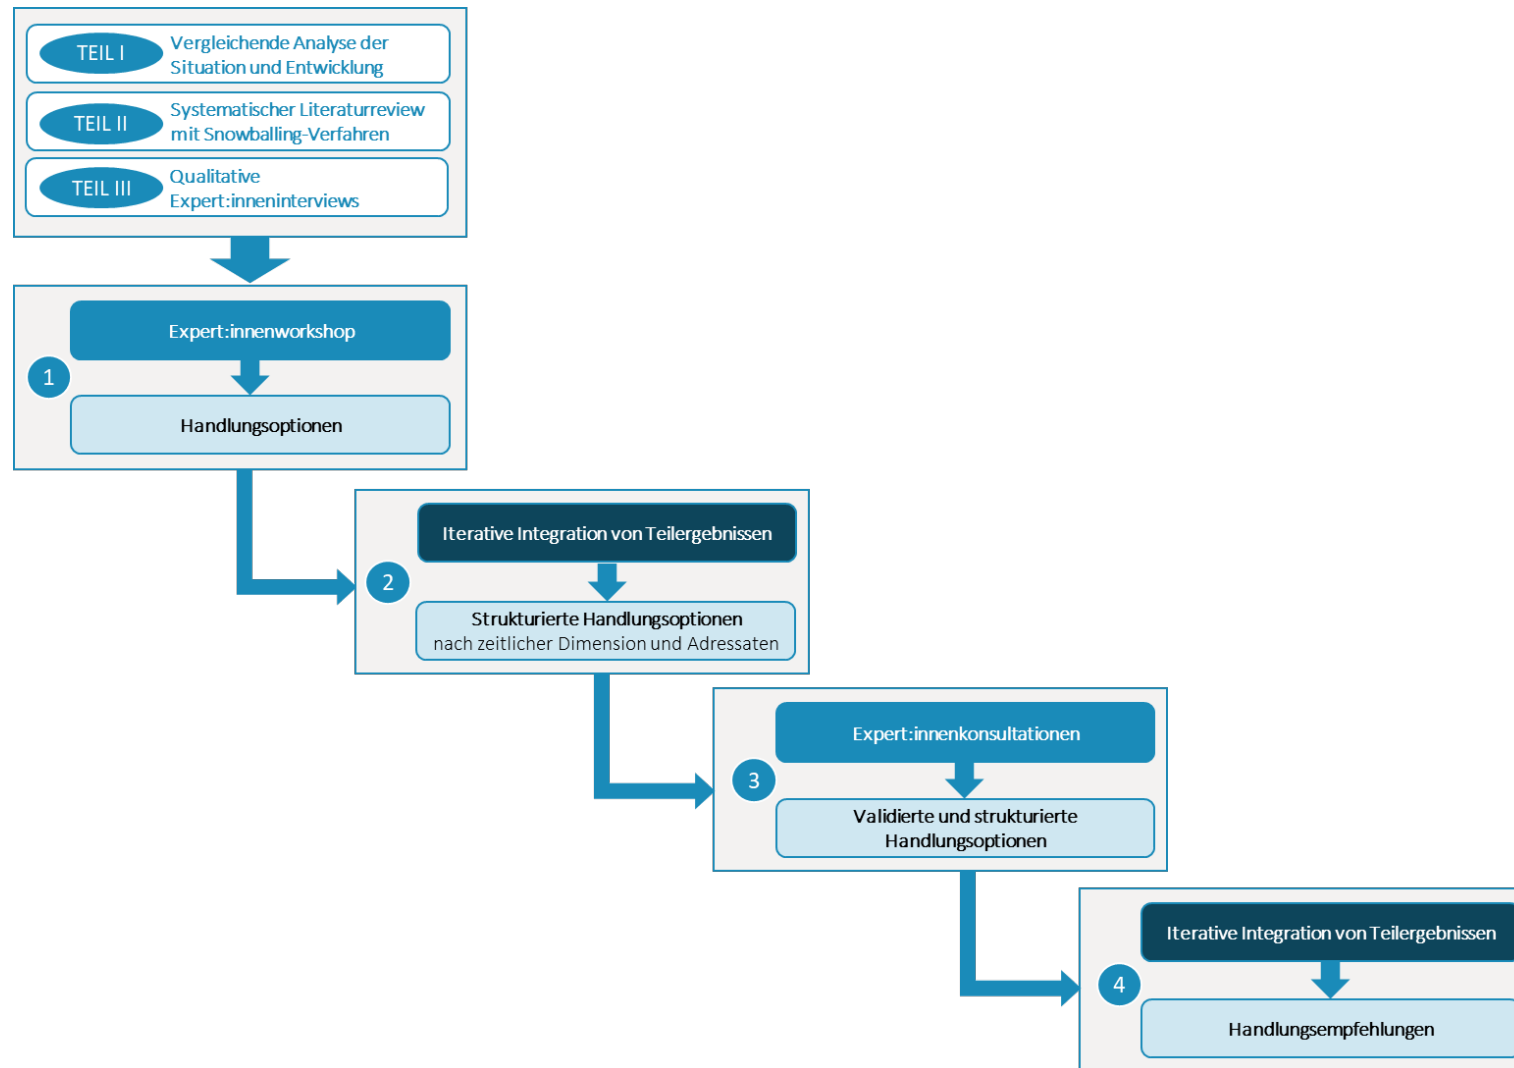 TEIL I
Vergleichende Analyse der
Situation und Entwicklung
TEIL II
Systematischer Literaturreview
mit Snowballing-Verfahren
TEIL III
Qualitative
Expert:inneninterviews
Expert:innenworkshop
1
Handlungsoptionen
Iterative Integration von Teilergebnissen
2
Strukturierte Handlungsoptionen
nach zeitlicher Dimension und Adressaten
Expert:innenkonsultationen
3
Validierte und strukturierte
Handlungsoptionen
Iterative Integration von Teilergebnissen
4
Handlungsempfehlungen